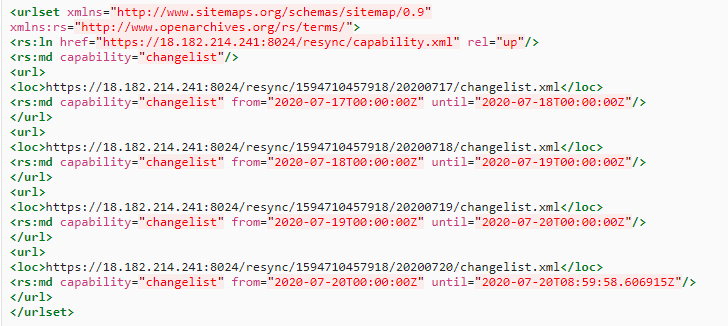 <urlset xmlns="http://www.sitemaps.org/schemas/sitemap/0.9"
xmlns:rs="http://www.openarchives.org/rs/terms/">
<rs:ln href="https://18.182.214.241:8024/resync/capability.xml" rel="up"/>
<rs:md capability="changelist"/>
<url>
<loc>https://18.182.214.241:8024/resync/1594710457918/20200717/changelist.xml</loc>
<rs:md capability="changelist" from="2020-07-17T00:00:00Z" until="2020-07-18T00:00:00Z"/>
</url>
<url>
<loc>https://18.182.214.241:8024/resync/1594710457918/20200718/changelist.xml</loc>
<rs:md capability="changelist" from="2020-07-18T00:00:00Z" until="2020-07-19T00:00:00Z"/>
</url>
<url>
<loc>https://18.182.214.241:8024/resync/1594710457918/20200719/changelist.xml</loc>
<rs:md capability="changelist" from="2020-07-19T00:00:00Z" until="2020-07-20T00:00:00Z"/>
</url>
<url>
<loc>https://18.182.214.241:8024/resync/1594710457918/20200720/changelist.xml</loc>
<rs:md capability="changelist" from="2020-07-20T00:00:00Z" until="2020-07-20T08:59:58.606915Z"/>
</url>
</urlset>